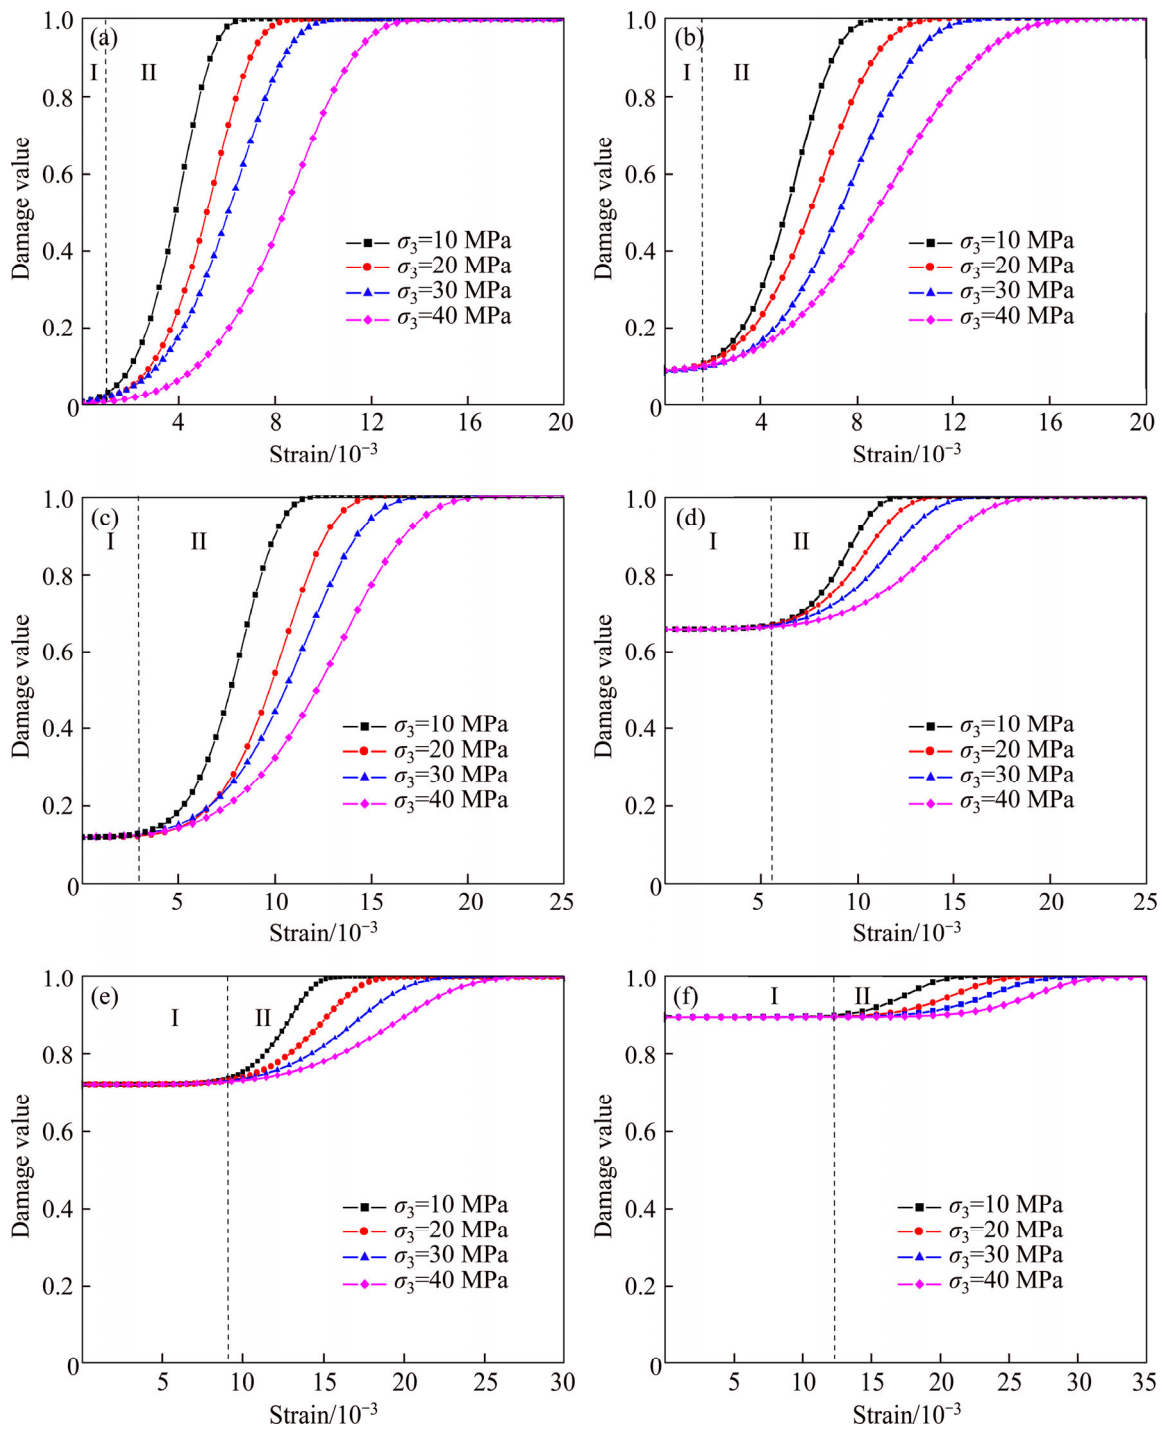 (a)
I
II
1.0
0.8
0.6
0.4
0.2
0
Damage value
σ₃=10 MPa
σ₃=20 MPa
σ₃=30 MPa
σ₃=40 MPa
4 8 12 16 20
Strain/10⁻³
(b)
I
II
1.0
0.8
0.6
0.4
0.2
0
Damage value
σ₃=10 MPa
σ₃=20 MPa
σ₃=30 MPa
σ₃=40 MPa
4 8 12 16 20
Strain/10⁻³
(c)
I
II
1.0
0.8
0.6
0.4
0.2
0
Damage value
σ₃=10 MPa
σ₃=20 MPa
σ₃=30 MPa
σ₃=40 MPa
5 10 15 20 25
Strain/10⁻³
(d)
I
II
1.0
0.8
0.6
0.4
0.2
0
Damage value
σ₃=10 MPa
σ₃=20 MPa
σ₃=30 MPa
σ₃=40 MPa
5 10 15 20 25
Strain/10⁻³
(e)
I
II
1.0
0.8
0.6
0.4
0.2
0
Damage value
σ₃=10 MPa
σ₃=20 MPa
σ₃=30 MPa
σ₃=40 MPa
5 10 15 20 25 30
Strain/10⁻³
(f)
I
II
1.0
0.8
0.6
0.4
0.2
0
Damage value
σ₃=10 MPa
σ₃=20 MPa
σ₃=30 MPa
σ₃=40 MPa
5 10 15 20 25 30 35
Strain/10⁻³